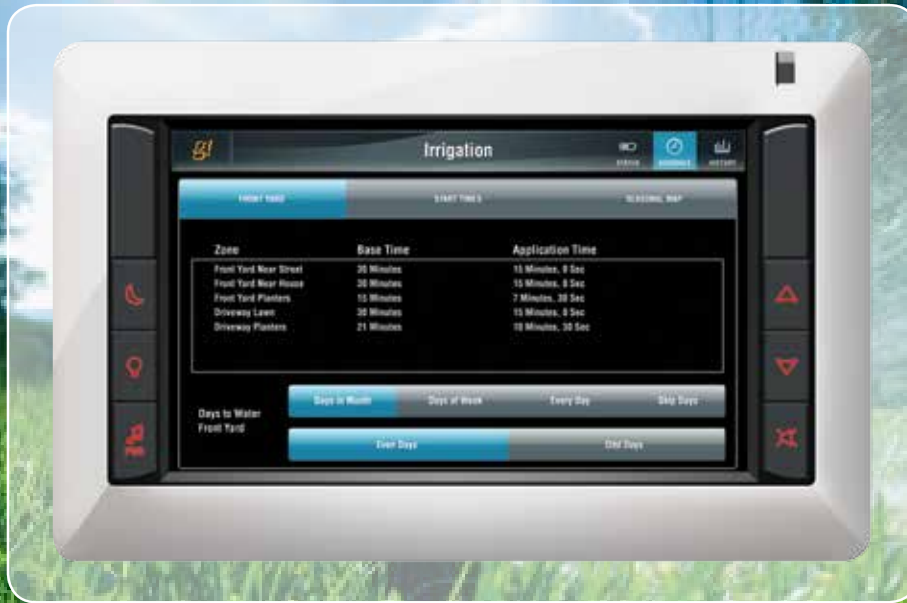 g!
Irrigation
STATUS
SCHEDULE
HISTORY
FRONT YARD START TIMES SEASONAL MAP
Zone Base Time Application Time
Front Yard Near Street 30 Minutes 15 Minutes, 0 Sec
Front Yard Near House 30 Minutes 15 Minutes, 0 Sec
Front Yard Planters 15 Minutes 7 Minutes, 30 Sec
Driveway Lawn 30 Minutes 15 Minutes, 0 Sec
Driveway Planters 21 Minutes 10 Minutes, 30 Sec
Days in Month Days of Week Every Day Skip Days
Days to Water
Front Yard
Even Days Odd Days